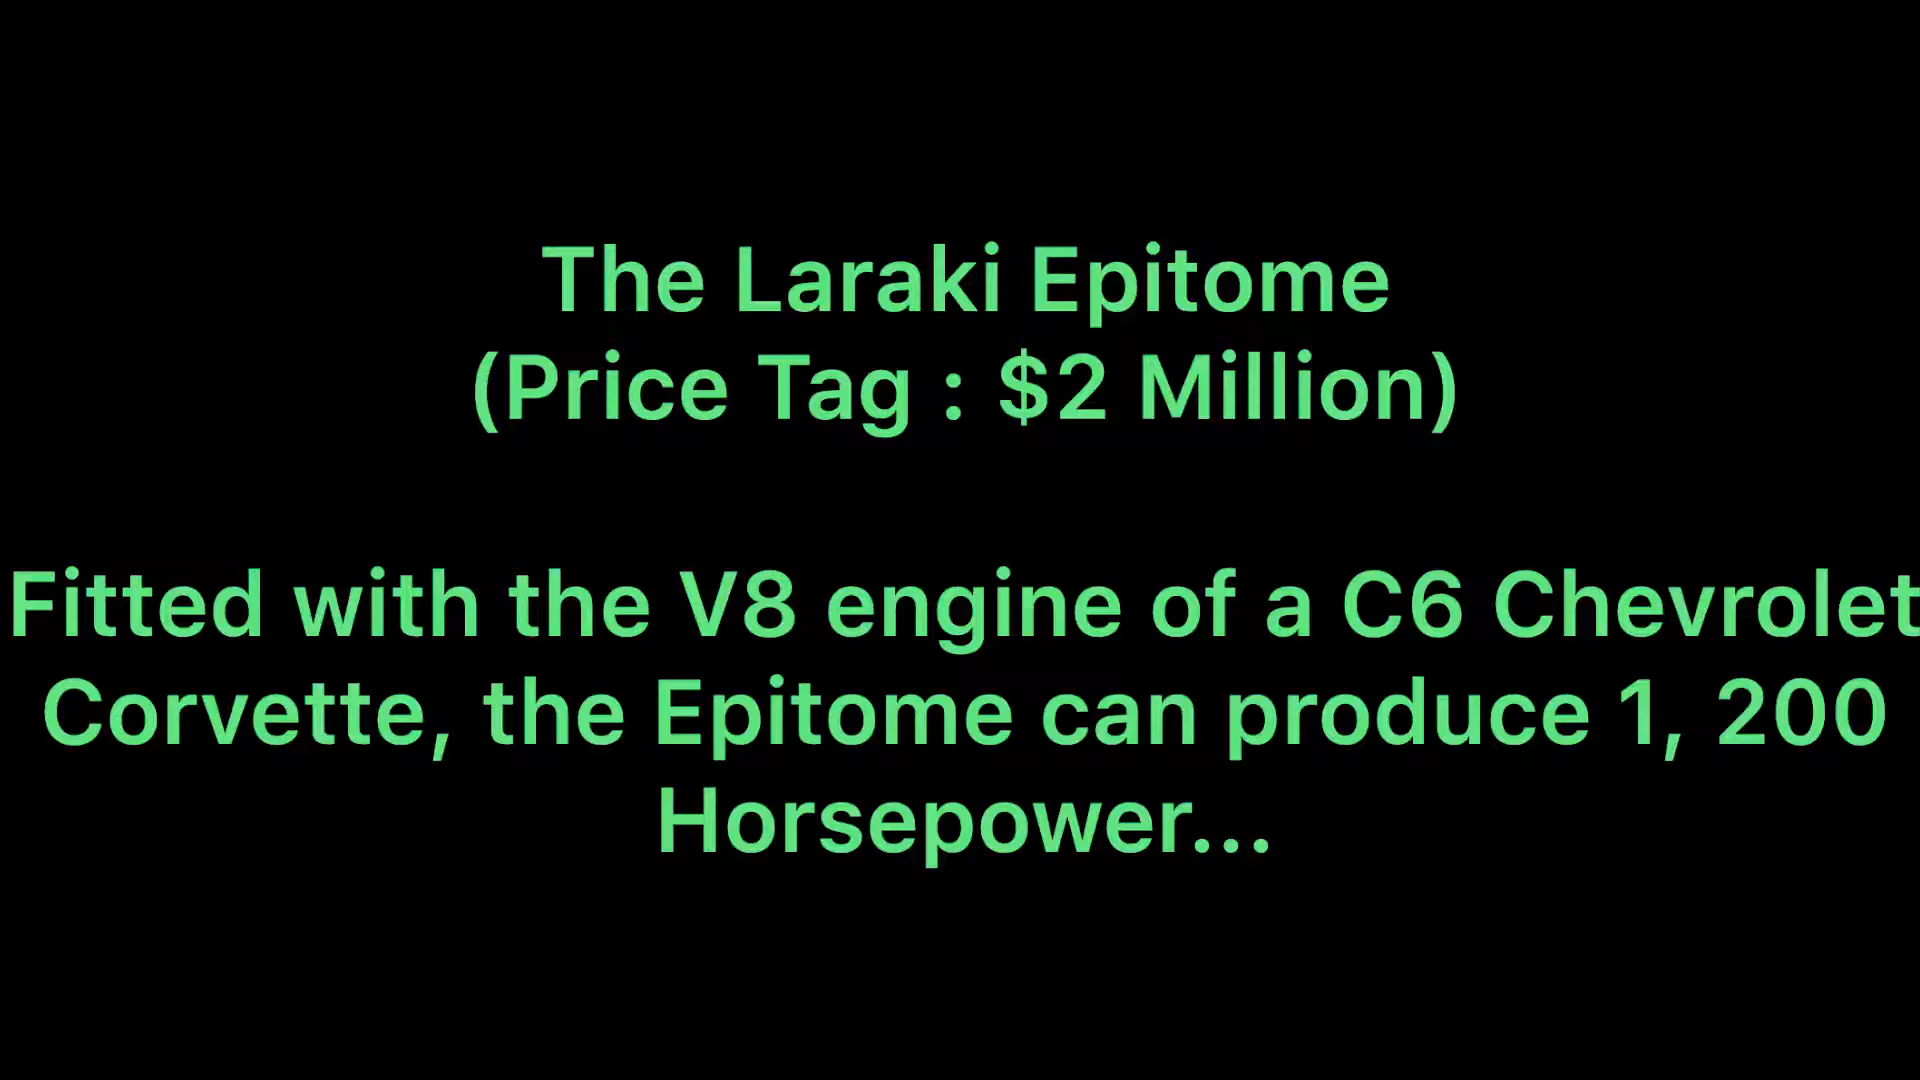 The Laraki Epitome
(Price Tag : $2 Million)
Fitted with the V8 engine of a C6 Chevrolet
Corvette, the Epitome can produce 1, 200
Horsepower...